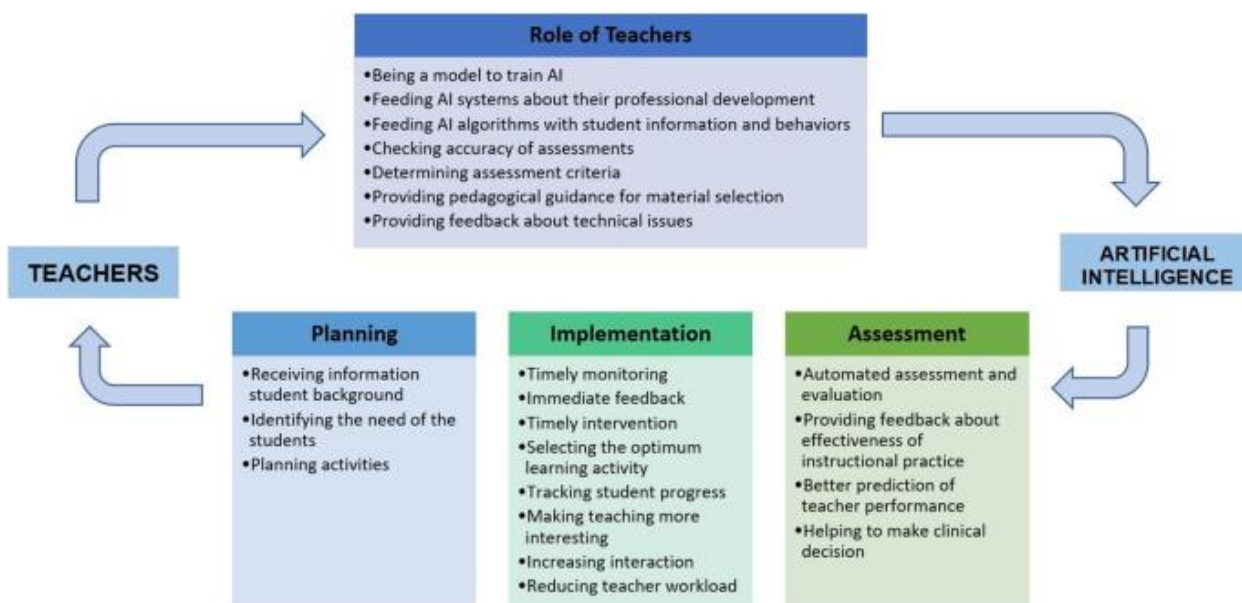 Role of Teachers
•Being a model to train AI
•Feeding AI systems about their professional development
•Feeding AI algorithms with student information and behaviors
•Checking accuracy of assessments
•Determining assessment criteria
•Providing pedagogical guidance for material selection
•Providing feedback about technical issues
TEACHERS
ARTIFICIAL
INTELLIGENCE
Planning
•Receiving information
student background
•Identifying the need of the
students
•Planning activities
Implementation
•Timely monitoring
•Immediate feedback
•Timely intervention
•Selecting the optimum
learning activity
•Tracking student progress
•Making teaching more
interesting
•Increasing interaction
•Reducing teacher workload
Assessment
•Automated assessment and
evaluation
•Providing feedback about
effectiveness of
instructional practice
•Better prediction of
teacher performance
•Helping to make clinical
decision